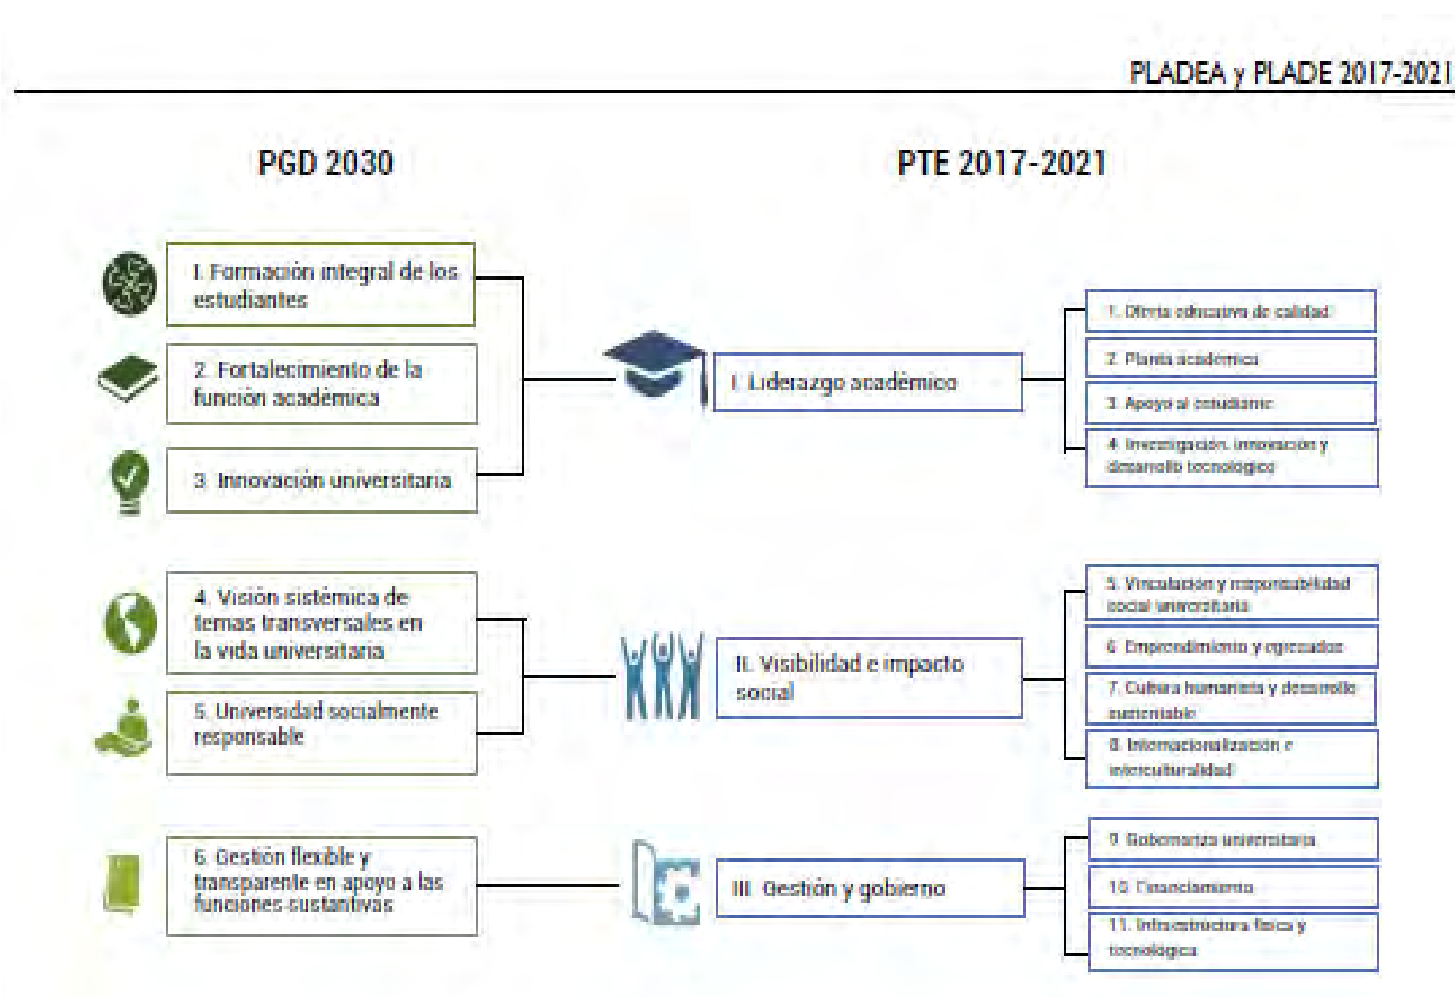 PLADEA y PLADE 2017-2021
PGD 2030
PTE 2017-2021
I. Formación integral de los
estudiantes
2. Fortalecimiento de la
función académica
3. Innovación universitaria
I. Liderazgo académico
1. Oferta educativa de calidad
2. Planta académica
3. Apoyo al estudiante
4. Investigación, innovación y
desarrollo tecnológico
4. Visión sistémica de
temas transversales en
la vida universitaria
5. Universidad socialmente
responsable
II. Visibilidad e impacto
social
5. Vinculación y responsabilidad
social universitaria
6. Emprendimiento y egresados
7. Cultura humanista y desarrollo
sustentable
8. Internacionalización e
interculturalidad
6. Gestión flexible y
transparente en apoyo a las
funciones sustantivas
III. Gestión y gobierno
9. Gobernanza universitaria
10. Financiamiento
11. Infraestructura física y
tecnológica